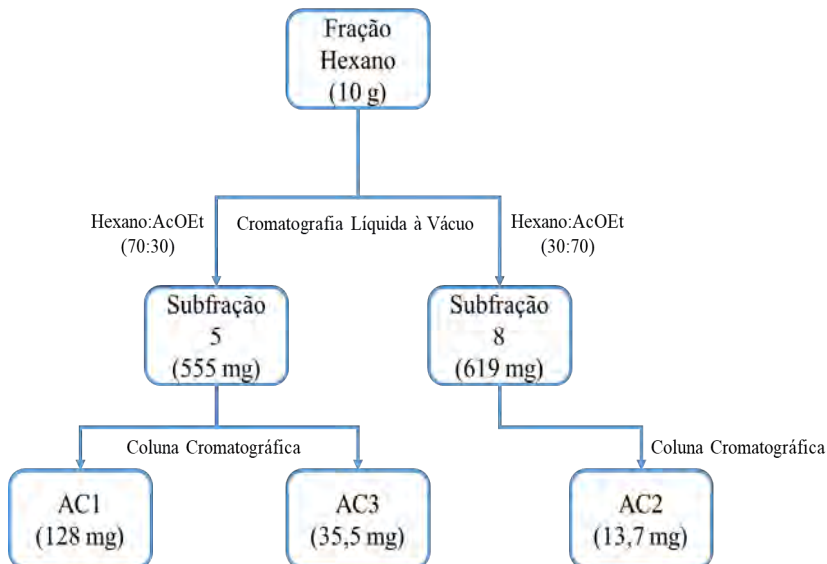 Fração
Hexano
(10 g)
Hexano:AcOEt
(70:30)
Cromatografia Líquida à Vácuo
Hexano:AcOEt
(30:70)
Subfração
5
(555 mg)
Subfração
8
(619 mg)
Coluna Cromatográfica
Coluna Cromatográfica
AC1
(128 mg)
AC3
(35,5 mg)
AC2
(13,7 mg)